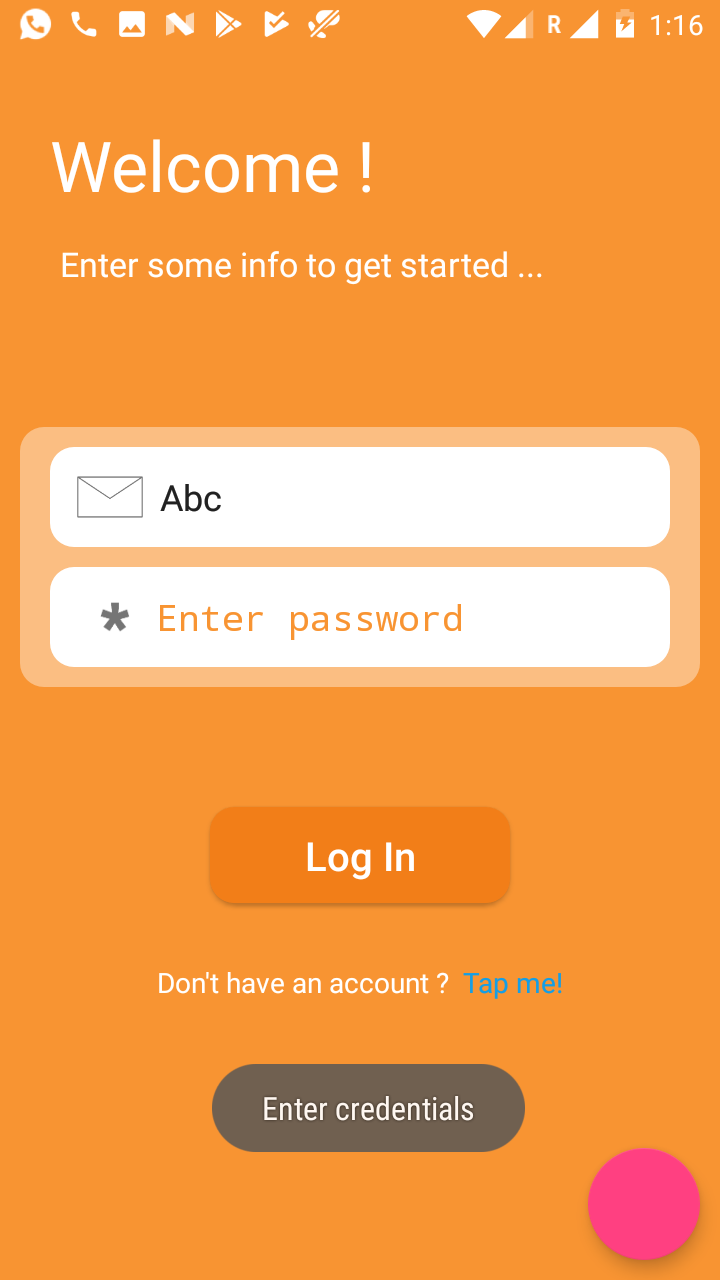 R 1:16
Welcome !
Enter some info to get started ...
Abc
* Enter password
Log In
Don't have an account ? Tap me!
Enter credentials